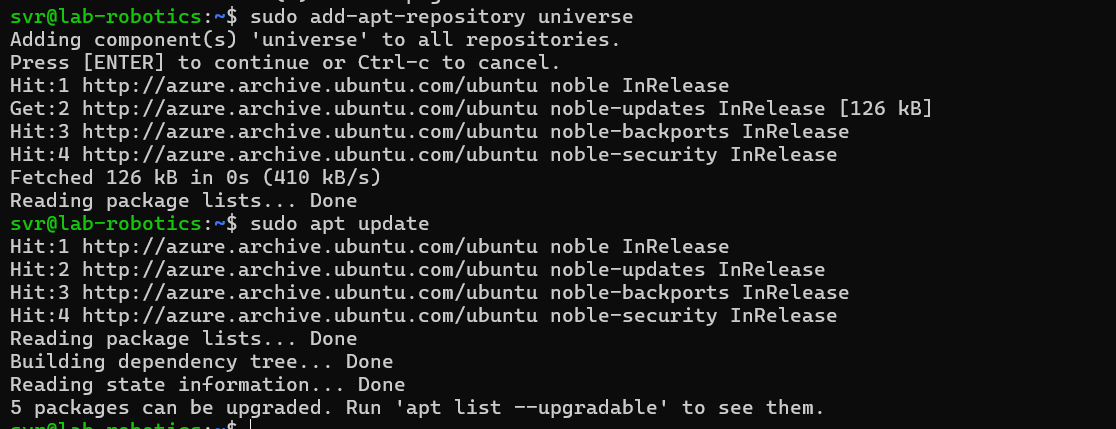 svr@lab-robotics:~$ sudo add-apt-repository universe
Adding component(s) 'universe' to all repositories.
Press [ENTER] to continue or Ctrl-c to cancel.
Hit:1 http://azure.archive.ubuntu.com/ubuntu noble InRelease
Get:2 http://azure.archive.ubuntu.com/ubuntu noble-updates InRelease [126 kB]
Hit:3 http://azure.archive.ubuntu.com/ubuntu noble-backports InRelease
Hit:4 http://azure.archive.ubuntu.com/ubuntu noble-security InRelease
Fetched 126 kB in 0s (410 kB/s)
Reading package lists... Done
svr@lab-robotics:~$ sudo apt update
Hit:1 http://azure.archive.ubuntu.com/ubuntu noble InRelease
Hit:2 http://azure.archive.ubuntu.com/ubuntu noble-updates InRelease
Hit:3 http://azure.archive.ubuntu.com/ubuntu noble-backports InRelease
Hit:4 http://azure.archive.ubuntu.com/ubuntu noble-security InRelease
Reading package lists... Done
Building dependency tree... Done
Reading state information... Done
5 packages can be upgraded. Run 'apt list --upgradable' to see them.
svr@lab-robotics:~$